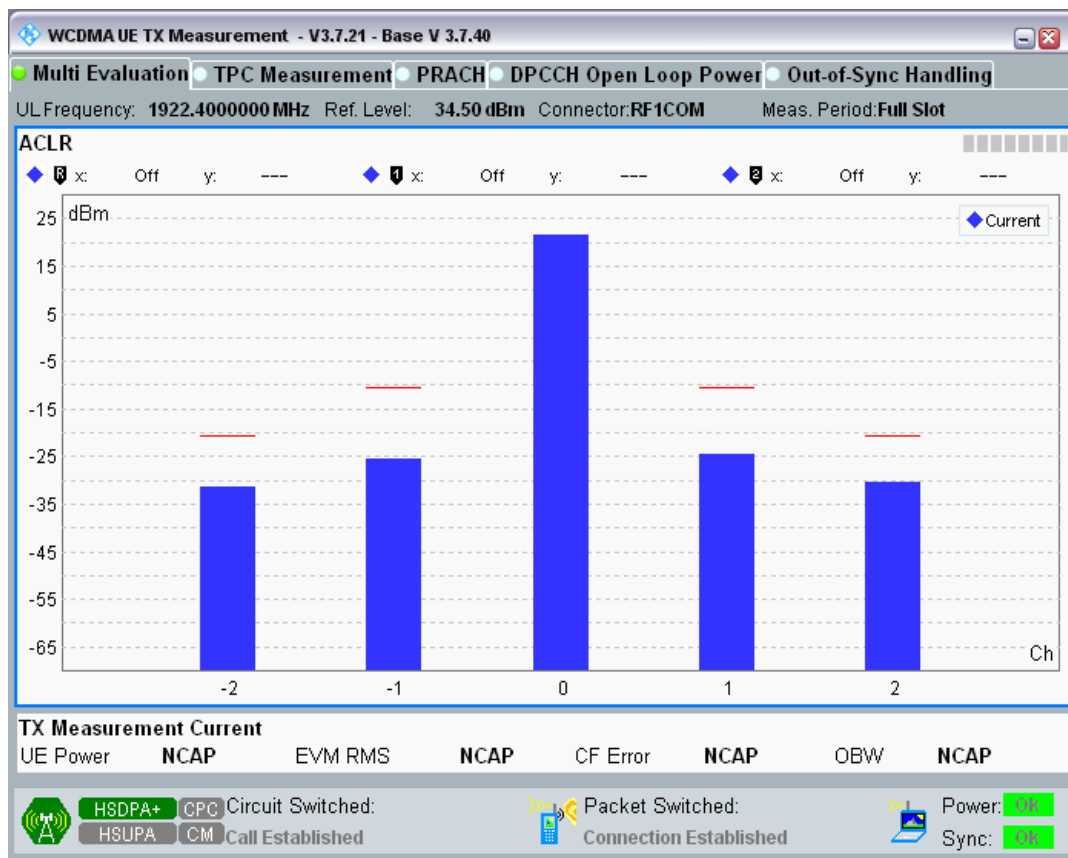 WCDMA UE TX Measurement - V3.7.21 - Base V 3.7.40
Multi Evaluation TPC Measurement PRACH DPCCH Open Loop Power Out-of-Sync Handling
UL Frequency: 1922.4000000 MHz Ref. Level: 34.50 dBm Connector:RF1COM Meas. Period:Full Slot
ACLR
R x: Off y: --- 1 x: Off y: --- 2 x: Off y: ---
dBm
Current
25
15
5
-5
-15
-25
-35
-45
-55
-65
Ch
-2 -1 0 1 2
TX Measurement Current
UE Power NCAP EVM RMS NCAP CF Error NCAP OBW NCAP
HSDPA+ CPC Circuit Switched: Packet Switched: Power: OK
HSUPA CM Call Established Connection Established Sync: OK